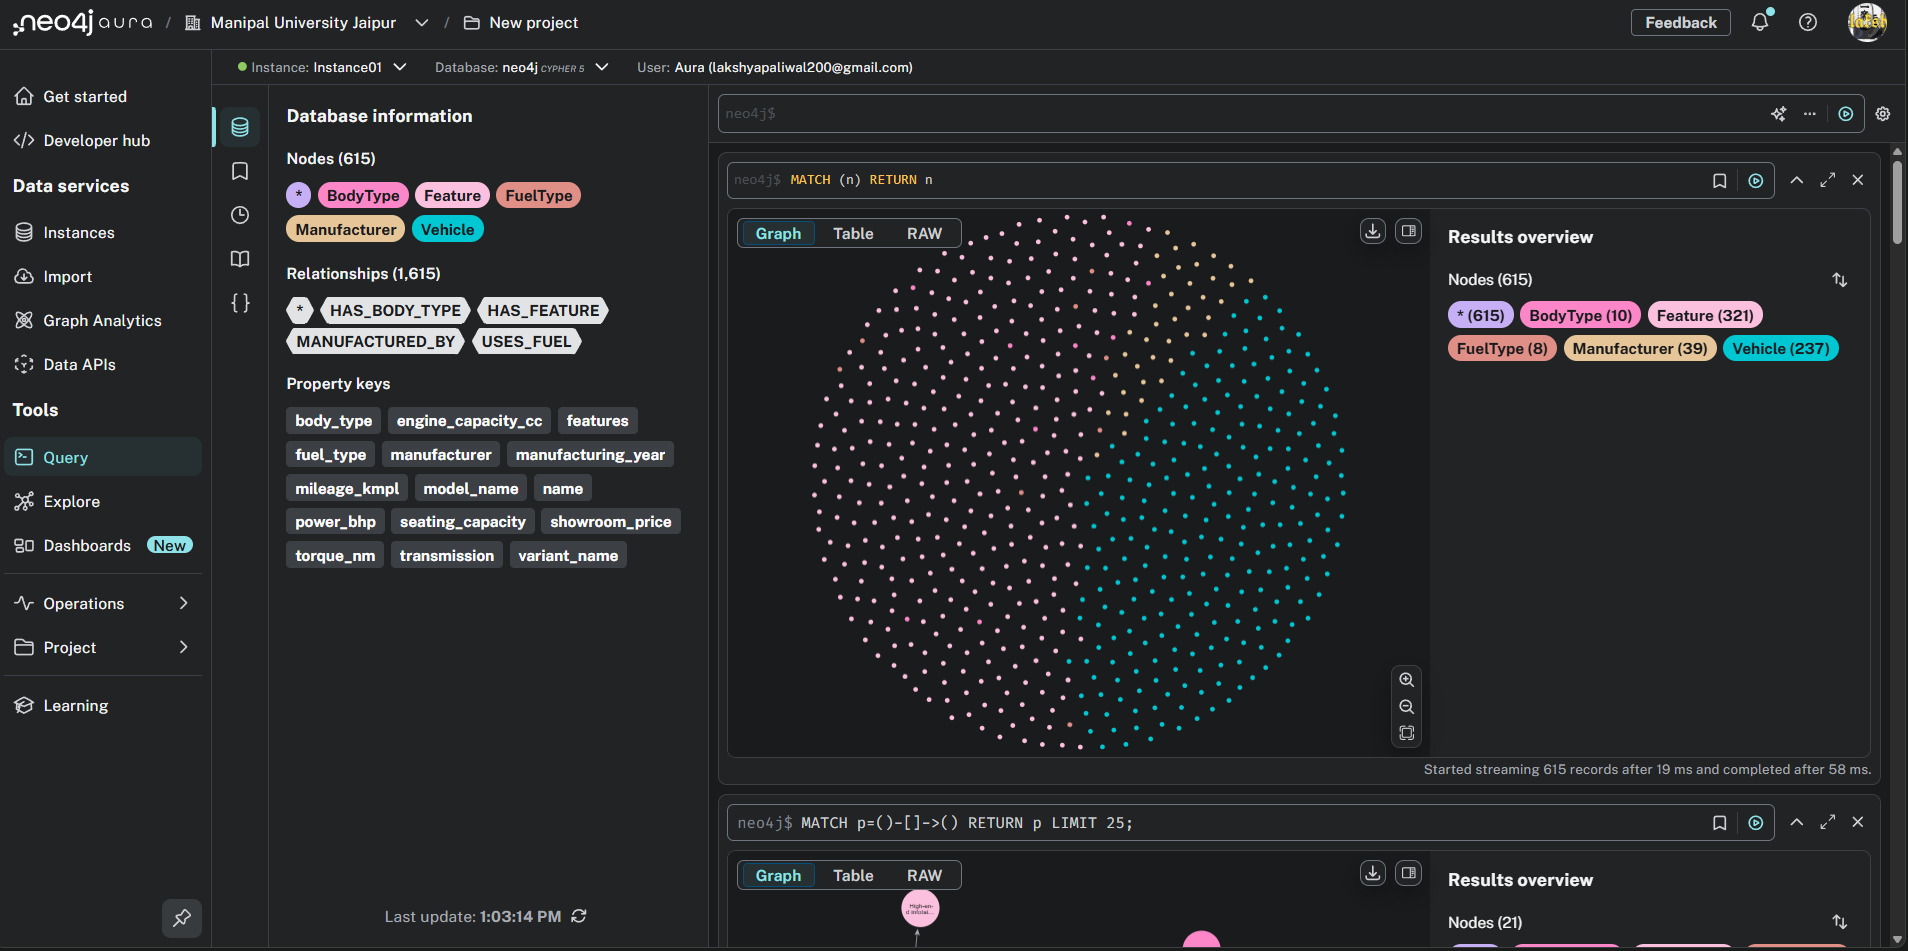 neo4j aura / Manipal University Jaipur / New project
Feedback
Instance: Instance01 Database: neo4j CYPHER 5 User: Aura (lakshyapaliwal200@gmail.com)
Get started
Developer hub
Data services
Instances
Import
Graph Analytics
Data APIs
Tools
Query
Explore
Dashboards New
Operations
Project
Learning
Database information
Nodes (615)
* BodyType Feature FuelType
Manufacturer Vehicle
Relationships (1,615)
* HAS_BODY_TYPE HAS_FEATURE
MANUFACTURED_BY USES_FUEL
Property keys
body_type engine_capacity_cc features
fuel_type manufacturer manufacturing_year
mileage_kmpl model_name name
power_bhp seating_capacity showroom_price
torque_nm transmission variant_name
Last update: 1:03:14 PM
neo4j$
neo4j$ MATCH (n) RETURN n
Graph Table RAW
Results overview
Nodes (615)
* (615) BodyType (10) Feature (321)
FuelType (8) Manufacturer (39) Vehicle (237)
Started streaming 615 records after 19 ms and completed after 58 ms.
neo4j$ MATCH p=()-[]->() RETURN p LIMIT 25;
Graph Table RAW
High-en-
d Infotai...
Results overview
Nodes (21)